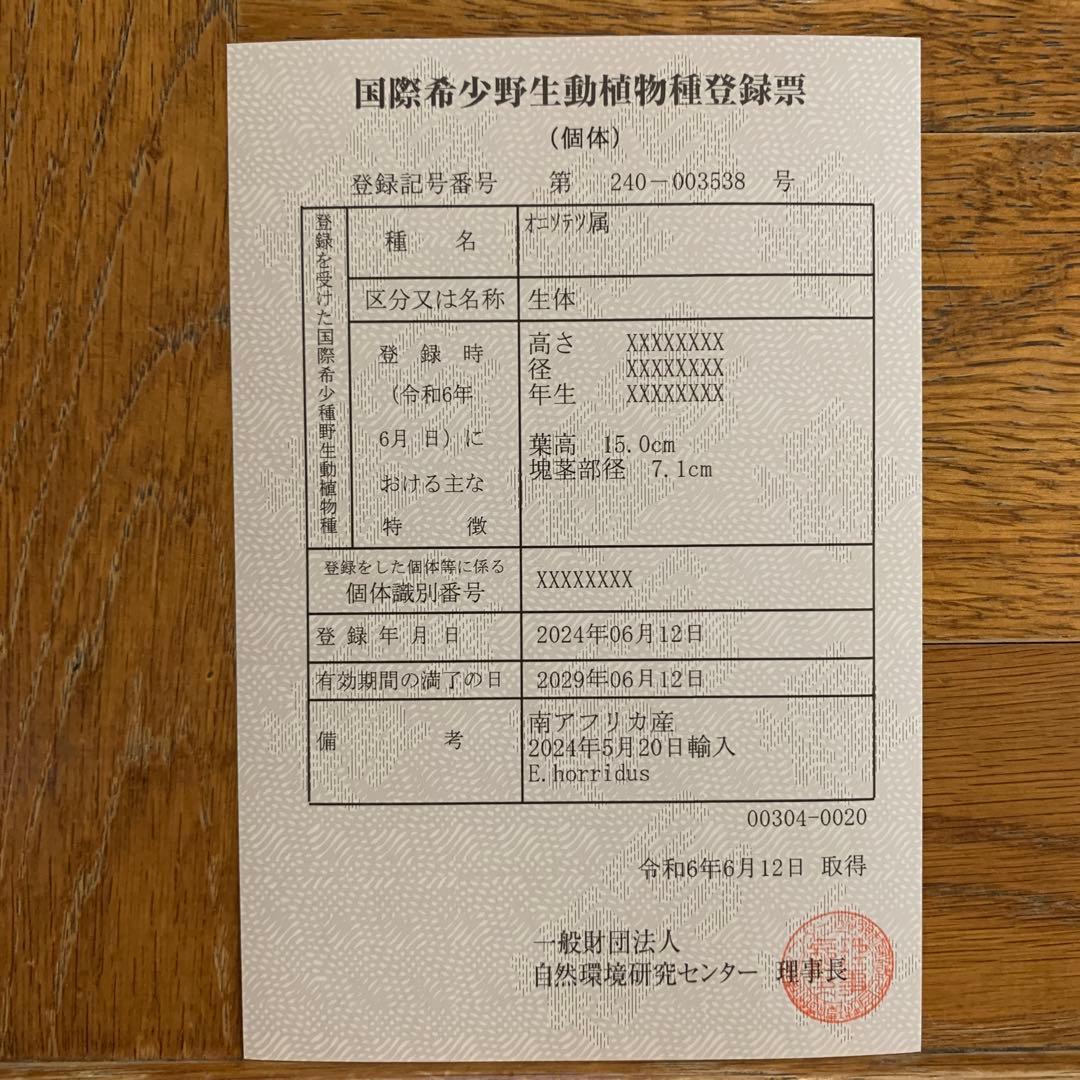 国際希少野生動植物種登録票
（個体）
登録記号番号 第 240－003538 号
登録を受けた国際希少種野生動植物種
種 名 ｵﾆｿﾃﾂ属
区分又は名称 生体
登録時
（令和6年
6月 日）に
おける主な
特 徴
高さ XXXXXXXX
径 XXXXXXXX
年生 XXXXXXXX
葉高 15.0cm
塊茎部径 7.1cm
登録をした個体等に係る
個体識別番号 XXXXXXXX
登録年月日 2024年06月12日
有効期間の満了の日 2029年06月12日
備 考
南アフリカ産
2024年5月20日輸入
E.horridus
00304-0020
令和6年6月12日 取得
一般財団法人
自然環境研究センター 理事長